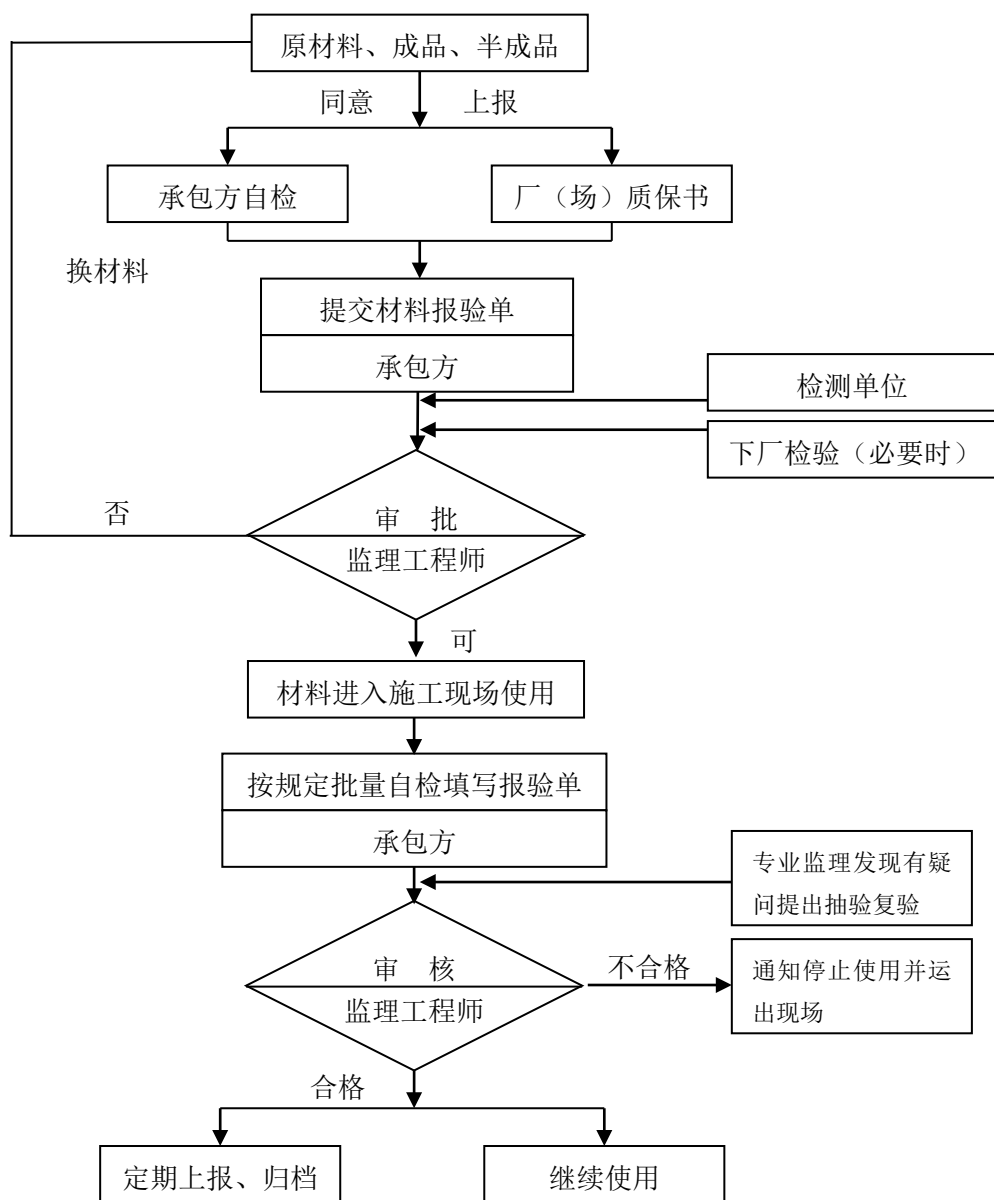 原材料、成品、半成品
同意 上报
承包方自检
厂（场）质保书
换材料
提交材料报验单
承包方
检测单位
下厂检验（必要时）
否
审 批
监理工程师
可
材料进入施工现场使用
按规定批量自检填写报验单
承包方
专业监理发现有疑
问提出抽验复验
审 核
监理工程师
不合格
通知停止使用并运
出现场
合格
定期上报、归档
继续使用